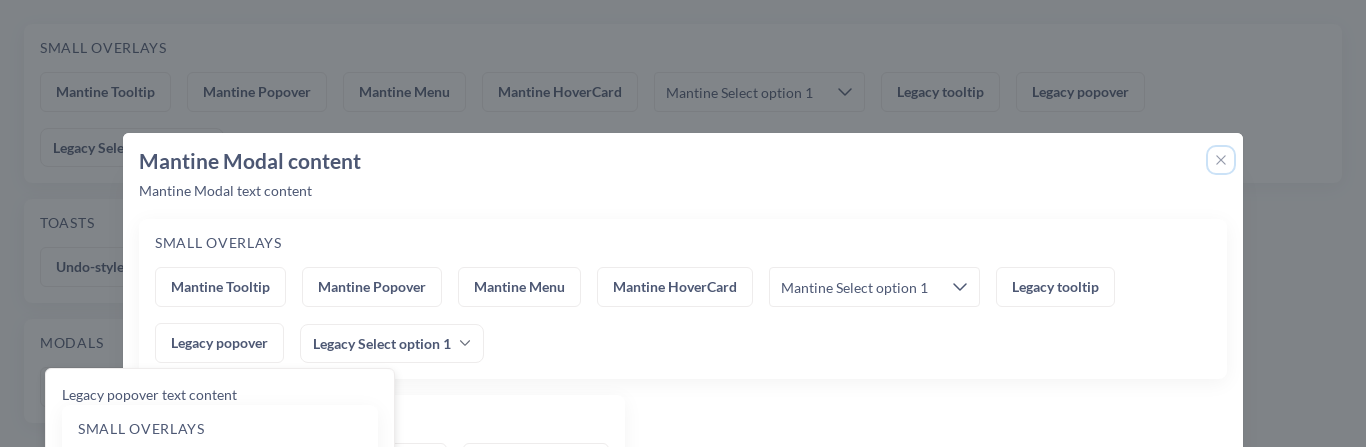 SMALL OVERLAYS
Mantine Tooltip Mantine Popover Mantine Menu Mantine HoverCard Mantine Select option 1 Legacy tooltip Legacy popover
Legacy
Mantine Modal content
Mantine Modal text content
TOASTS
Undo-style
SMALL OVERLAYS
Mantine Tooltip Mantine Popover Mantine Menu Mantine HoverCard Mantine Select option 1 Legacy tooltip
Legacy popover Legacy Select option 1
MODALS
Legacy popover text content
SMALL OVERLAYS